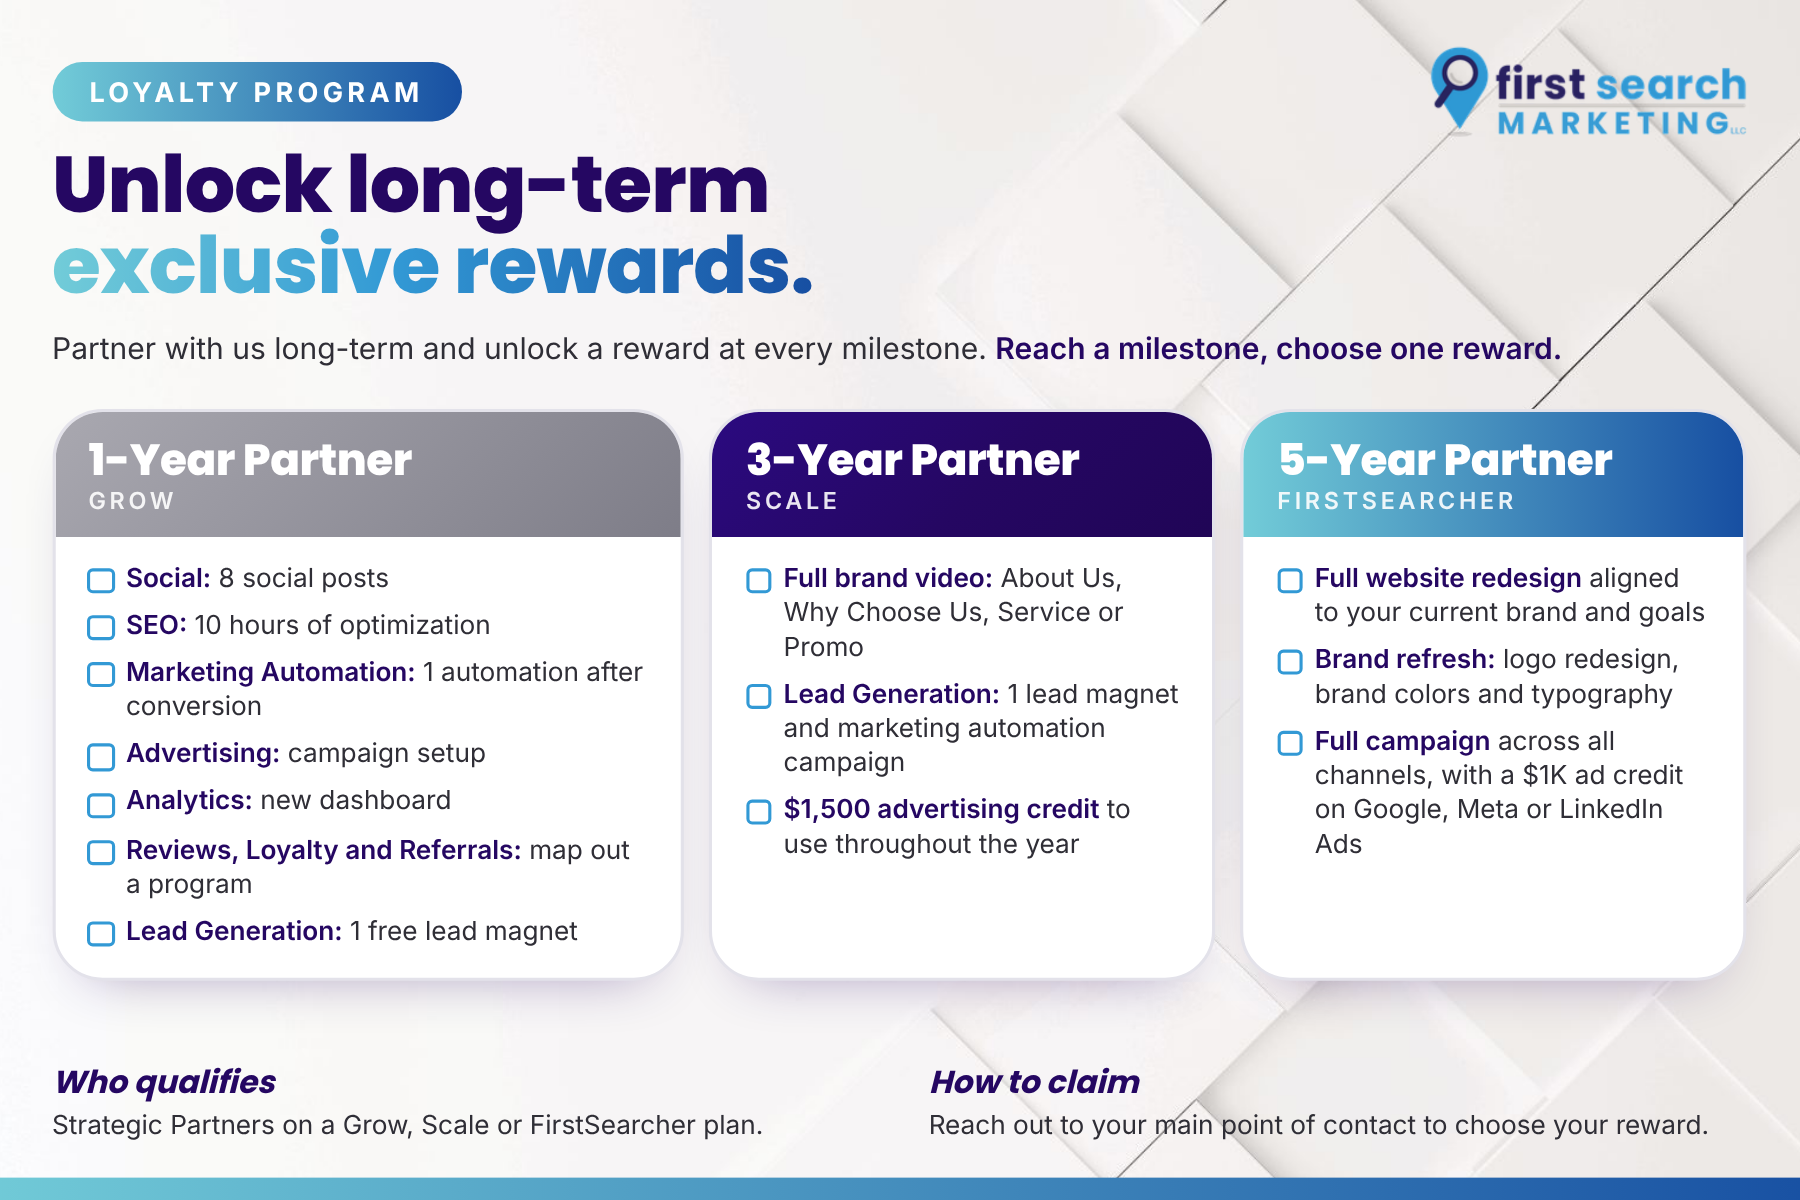 LOYALTY PROGRAM
first search
MARKETING LLC
Unlock long-term
exclusive rewards.
Partner with us long-term and unlock a reward at every milestone. Reach a milestone, choose one reward.
1-Year Partner
GROW
Social: 8 social posts
SEO: 10 hours of optimization
Marketing Automation: 1 automation after
conversion
Advertising: campaign setup
Analytics: new dashboard
Reviews, Loyalty and Referrals: map out
a program
Lead Generation: 1 free lead magnet
3-Year Partner
SCALE
Full brand video: About Us,
Why Choose Us, Service or
Promo
Lead Generation: 1 lead magnet
and marketing automation
campaign
$1,500 advertising credit to
use throughout the year
5-Year Partner
FIRSTSEARCHER
Full website redesign aligned
to your current brand and goals
Brand refresh: logo redesign,
brand colors and typography
Full campaign across all
channels, with a $1K ad credit
on Google, Meta or LinkedIn
Ads
Who qualifies
Strategic Partners on a Grow, Scale or FirstSearcher plan.
How to claim
Reach out to your main point of contact to choose your reward.